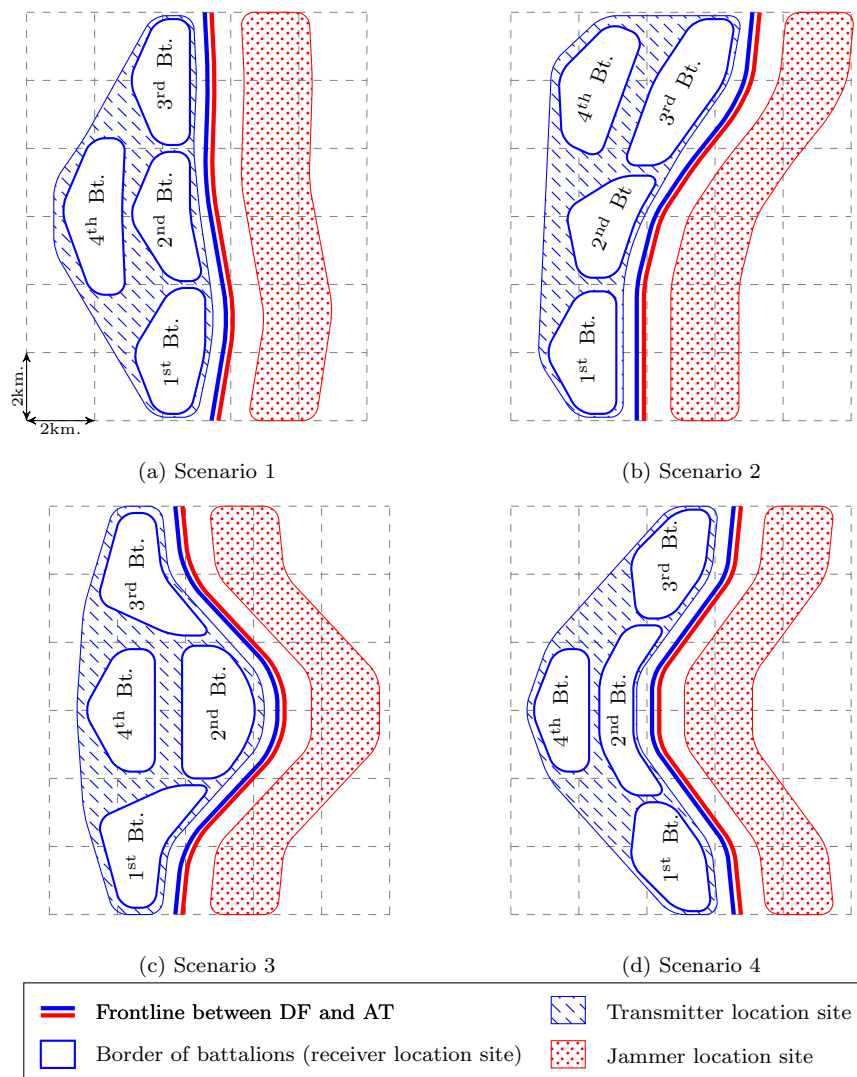 3rd Bt.
4th Bt.
2nd Bt.
1st Bt.
2km.
2km.
(a) Scenario 1
4th Bt.
3rd Bt.
2nd Bt
1st Bt.
(b) Scenario 2
3rd Bt.
4th Bt.
2nd Bt.
1st Bt.
(c) Scenario 3
3rd Bt.
4th Bt.
2nd Bt.
1st Bt.
(d) Scenario 4
Frontline between DF and AT
Transmitter location site
Border of battalions (receiver location site)
Jammer location site